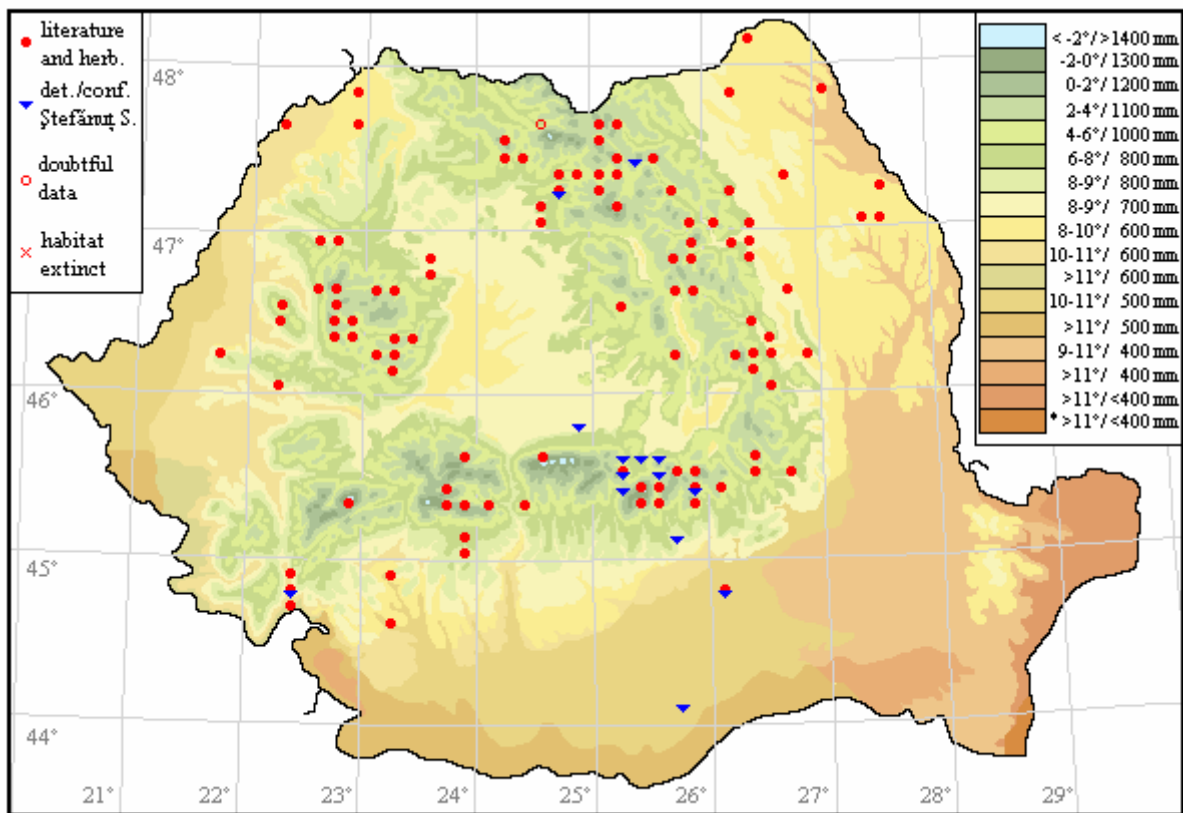 literature
and herb.
det./conf.
Ştefănuţ S.
doubtful
data
habitat
extinct
< -2°/>1400 mm
-2-0°/ 1300 mm
0-2°/ 1200 mm
2-4°/ 1100 mm
4-6°/ 1000 mm
6-8°/ 800 mm
8-9°/ 800 mm
8-9°/ 700 mm
8-10°/ 600 mm
10-11°/ 600 mm
>11°/ 600 mm
10-11°/ 500 mm
>11°/ 500 mm
9-11°/ 400 mm
>11°/ 400 mm
>11°/ <400 mm
* >11°/ <400 mm
48°
47°
46°
45°
44°
21° 22° 23° 24° 25° 26° 27° 28° 29°